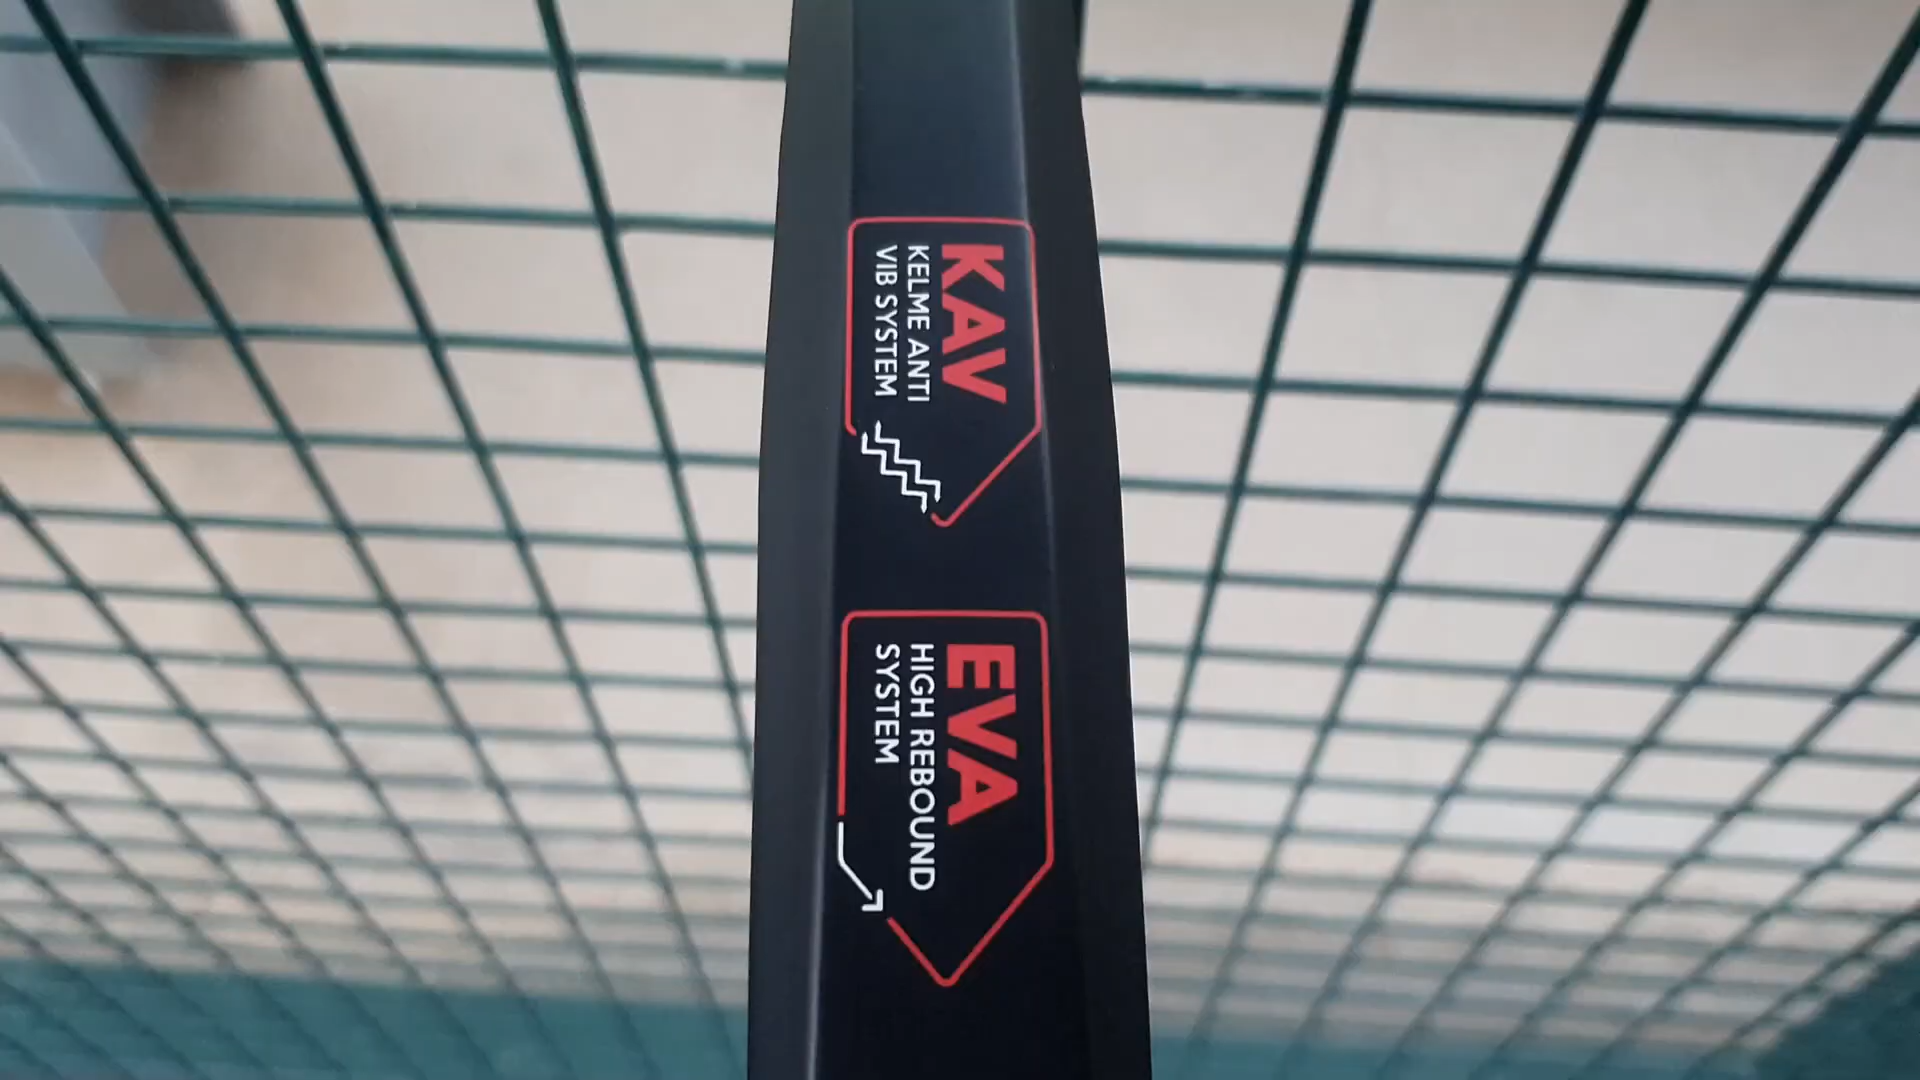 KAV
KELME ANTI
VIB SYSTEM
EVA
HIGH REBOUND
SYSTEM